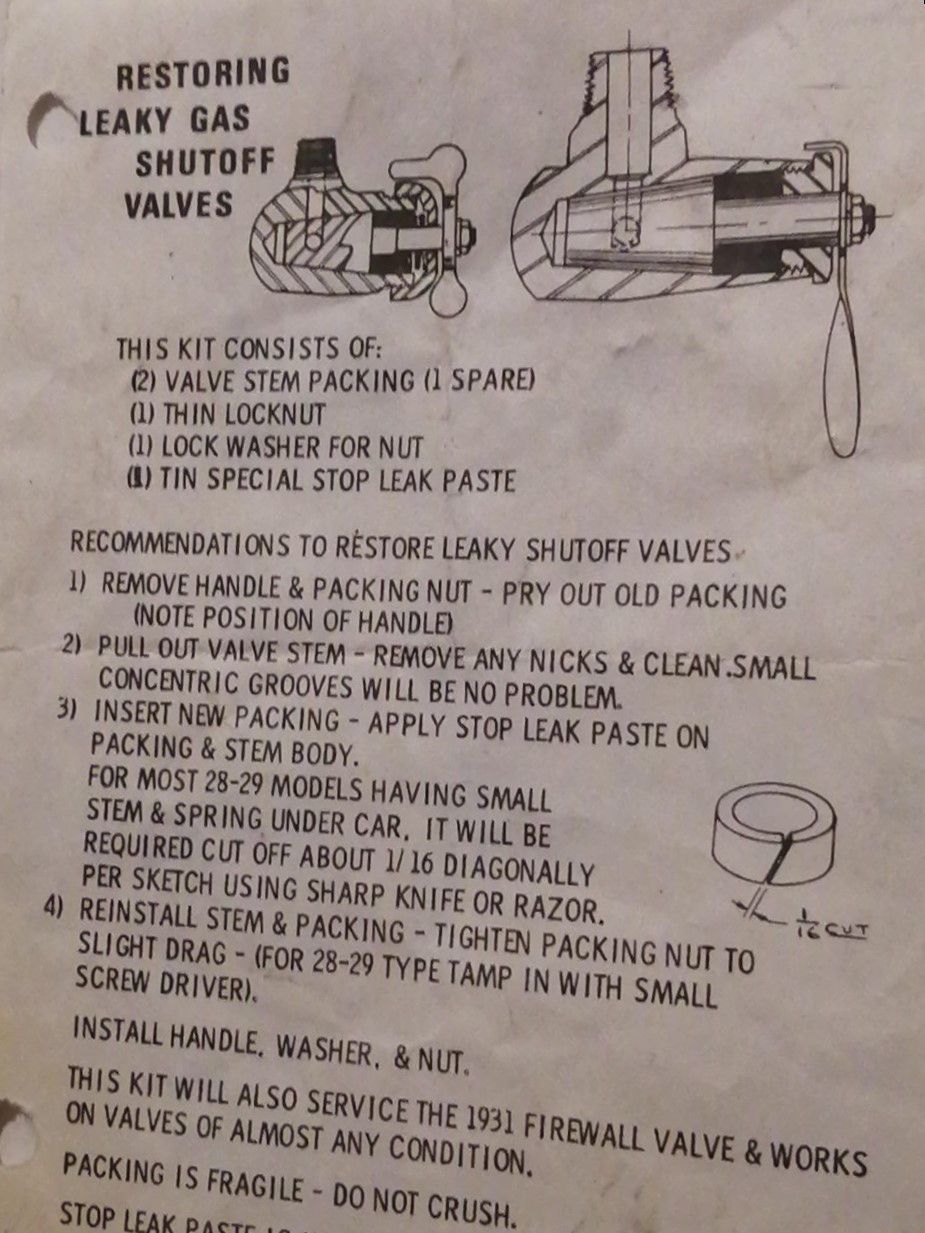 RESTORING
LEAKY GAS
SHUTOFF
VALVES
THIS KIT CONSISTS OF:
(2) VALVE STEM PACKING (1 SPARE)
(1) THIN LOCKNUT
(1) LOCK WASHER FOR NUT
(1) TIN SPECIAL STOP LEAK PASTE
RECOMMENDATIONS TO RESTORE LEAKY SHUTOFF VALVES
1) REMOVE HANDLE & PACKING NUT - PRY OUT OLD PACKING
(NOTE POSITION OF HANDLE)
2) PULL OUT VALVE STEM - REMOVE ANY NICKS & CLEAN.SMALL
CONCENTRIC GROOVES WILL BE NO PROBLEM.
3) INSERT NEW PACKING - APPLY STOP LEAK PASTE ON
PACKING & STEM BODY.
FOR MOST 28-29 MODELS HAVING SMALL
STEM & SPRING UNDER CAR. IT WILL BE
REQUIRED CUT OFF ABOUT 1/16 DIAGONALLY
PER SKETCH USING SHARP KNIFE OR RAZOR.
1/16 CUT
4) REINSTALL STEM & PACKING - TIGHTEN PACKING NUT TO
SLIGHT DRAG - (FOR 28-29 TYPE TAMP IN WITH SMALL
SCREW DRIVER).
INSTALL HANDLE. WASHER. & NUT.
THIS KIT WILL ALSO SERVICE THE 1931 FIREWALL VALVE & WORKS
ON VALVES OF ALMOST ANY CONDITION.
PACKING IS FRAGILE - DO NOT CRUSH.
STOP LEAK PASTE